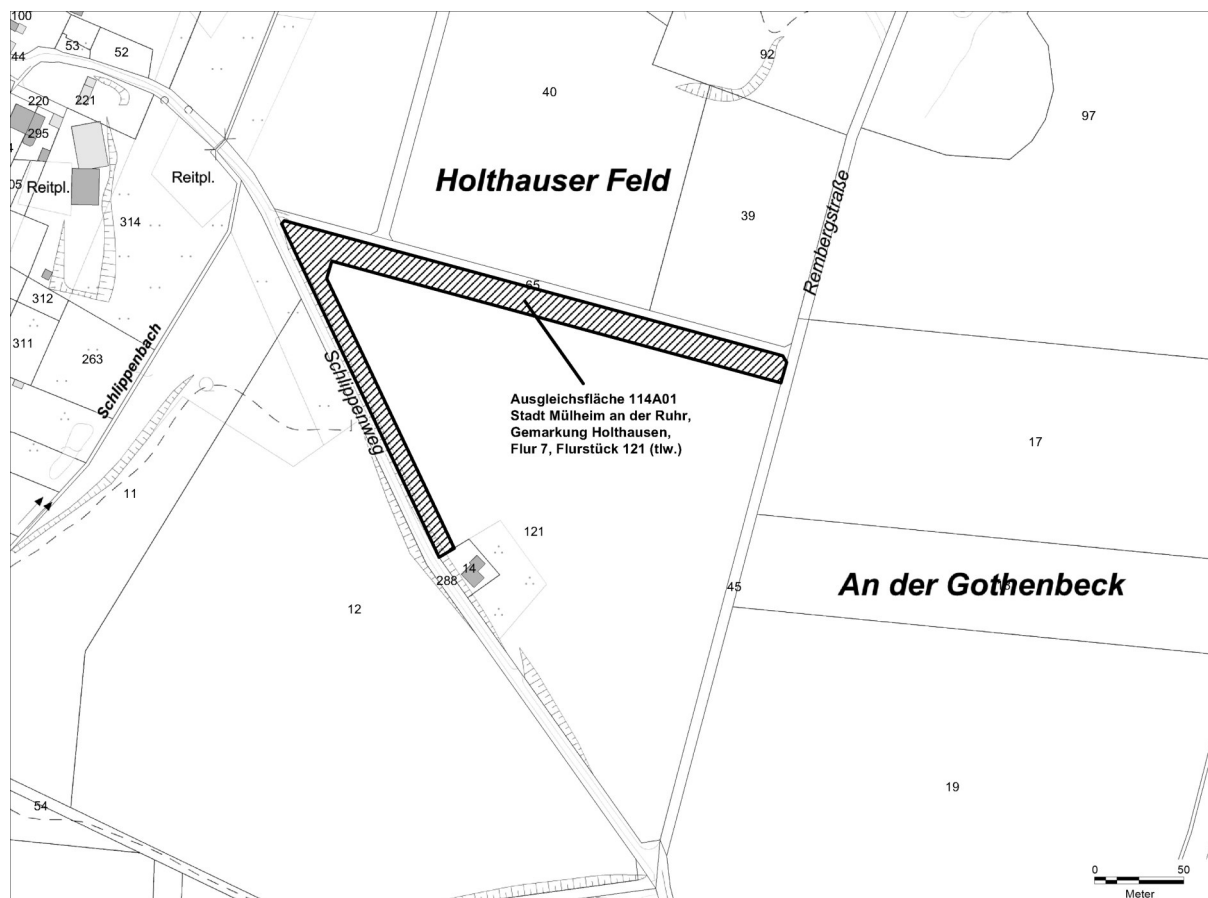 100
53
52
44
92
40
97
220
221
295
Reitpl.
Reitpl.
Holthauser Feld
05
314
39
Rembergstraße
65
312
311
263
Schlippenbach
Schlippenweg
Ausgleichsfläche 114A01
Stadt Mülheim an der Ruhr,
Gemarkung Holthausen,
Flur 7, Flurstück 121 (tlw.)
17
11
121
14
288
12
45
An der Gothenbeck
54
19
0 50
Meter